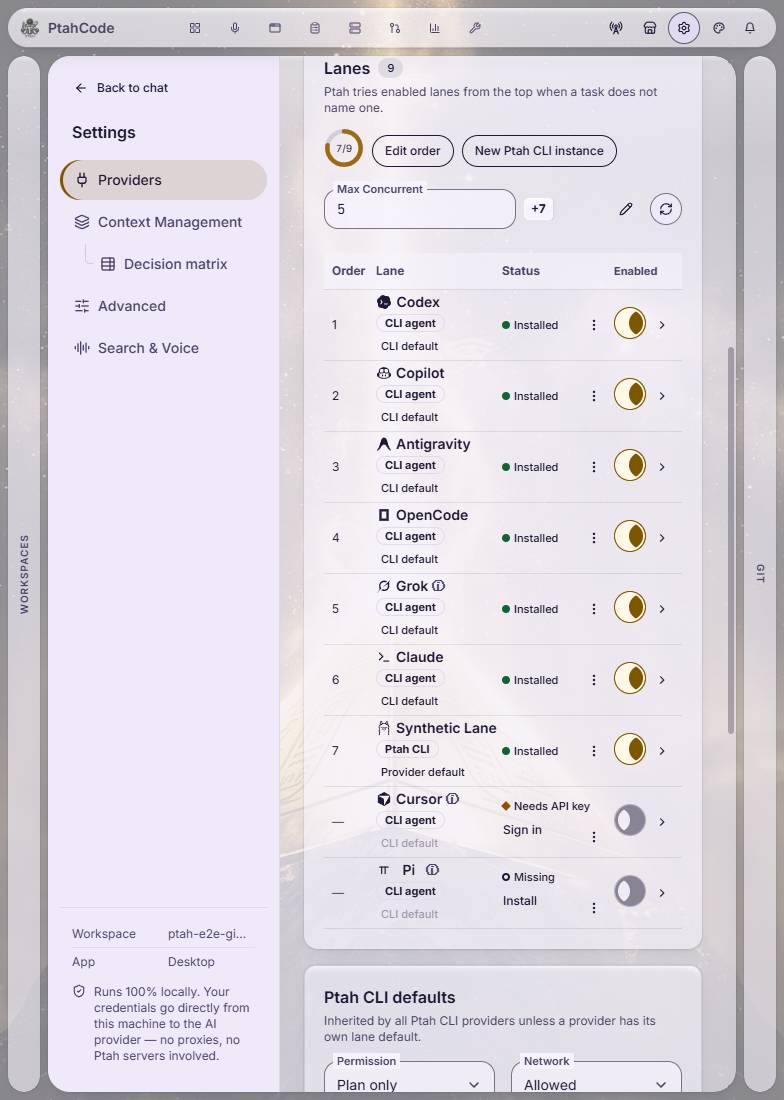 PtahCode
WORKSPACES
Back to chat
Settings
Providers
Context Management
Decision matrix
Advanced
Search & Voice
Workspace ptah-e2e-gi...
App Desktop
Runs 100% locally. Your
credentials go directly from
this machine to the AI
provider — no proxies, no
Ptah servers involved.
Lanes 9
Ptah tries enabled lanes from the top when a task does not
name one.
7/9 Edit order New Ptah CLI instance
Max Concurrent
5 +7
Order Lane Status Enabled
Codex
1 CLI agent Installed
CLI default
Copilot
2 CLI agent Installed
CLI default
Antigravity
3 CLI agent Installed
CLI default
OpenCode
4 CLI agent Installed
CLI default
Grok
5 CLI agent Installed
CLI default
Claude
6 CLI agent Installed
CLI default
Synthetic Lane
7 Ptah CLI Installed
Provider default
Cursor Needs API key
— CLI agent Sign in
CLI default
Pi Missing
— CLI agent Install
CLI default
Ptah CLI defaults
Inherited by all Ptah CLI providers unless a provider has its
own lane default.
Permission Network
Plan only Allowed
GIT